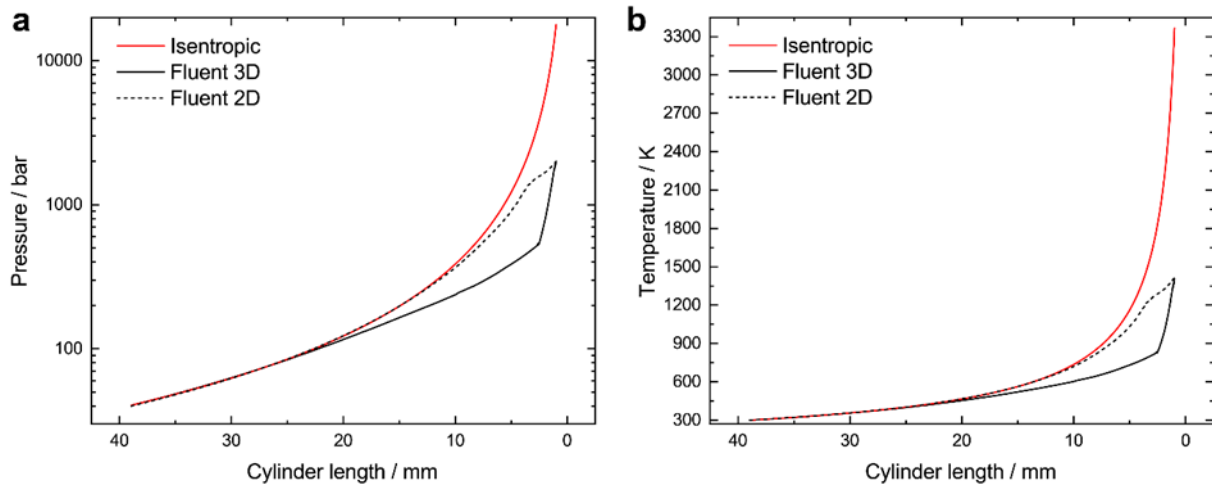 a
Isentropic
Fluent 3D
Fluent 2D
10000
1000
100
Pressure / bar
40 30 20 10 0
Cylinder length / mm
b
Isentropic
Fluent 3D
Fluent 2D
3300
3000
2700
2400
2100
1800
1500
1200
900
600
300
Temperature / K
40 30 20 10 0
Cylinder length / mm